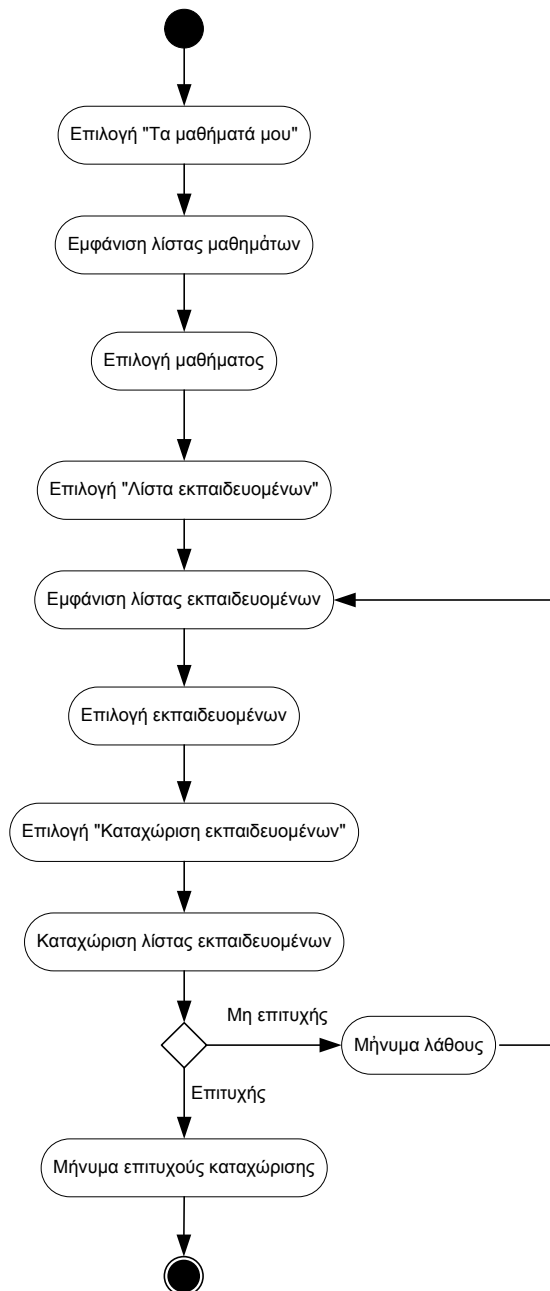 Επιλογή "Τα μαθήματά μου"
Εμφάνιση λίστας μαθημάτων
Επιλογή μαθήματος
Επιλογή "Λίστα εκπαιδευομένων"
Εμφάνιση λίστας εκπαιδευομένων
Επιλογή εκπαιδευομένων
Επιλογή "Καταχώριση εκπαιδευομένων"
Καταχώριση λίστας εκπαιδευομένων
Μη επιτυχής
Μήνυμα λάθους
Επιτυχής
Μήνυμα επιτυχούς καταχώρισης